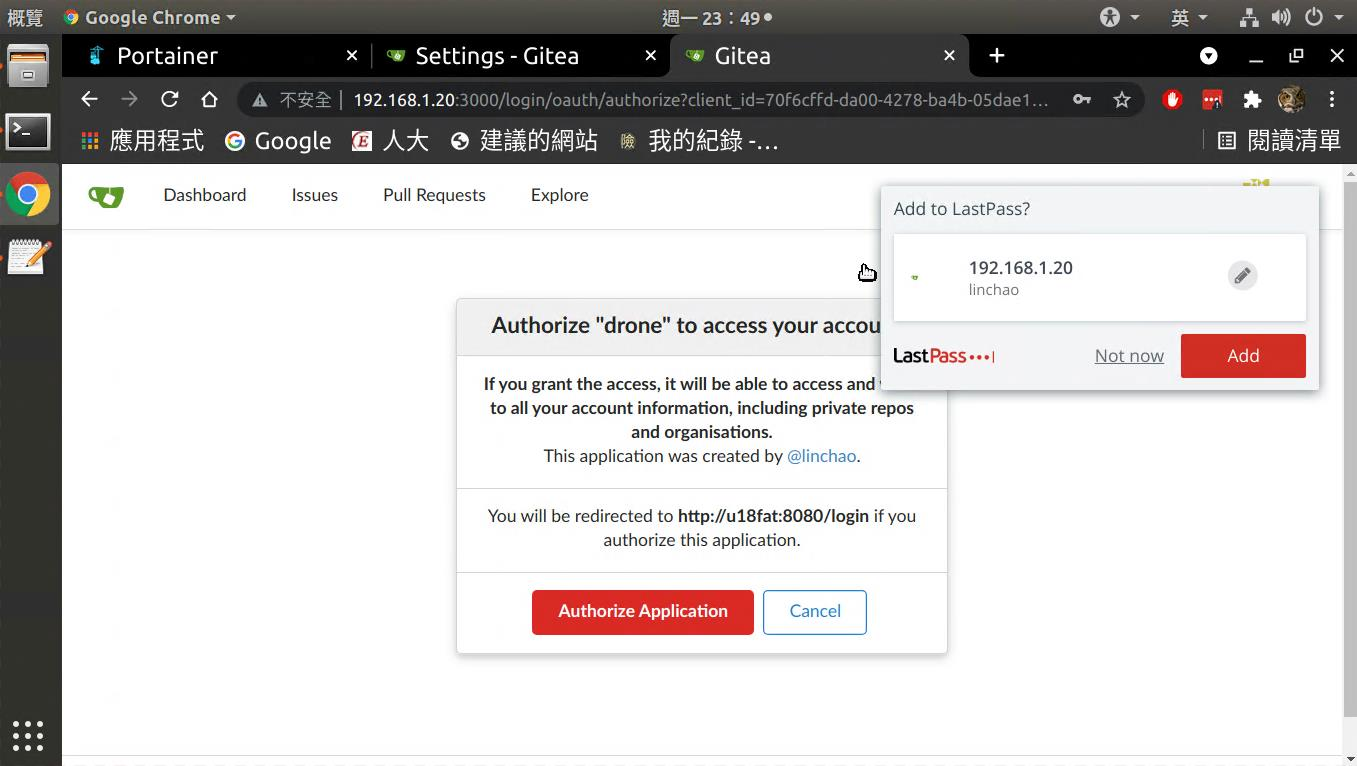 概覽 Google Chrome 週一 23：49 英
Portainer Settings - Gitea Gitea
不安全 192.168.1.20:3000/login/oauth/authorize?client_id=70f6cffd-da00-4278-ba4b-05dae1...
應用程式 Google 人大 建議的網站 我的紀錄 -... 閱讀清單
Dashboard Issues Pull Requests Explore
Add to LastPass?
192.168.1.20
linchao
LastPass Not now Add
Authorize "drone" to access your accou
If you grant the access, it will be able to access and
to all your account information, including private repos
and organisations.
This application was created by @linchao.
You will be redirected to http://u18fat:8080/login if you
authorize this application.
Authorize Application Cancel